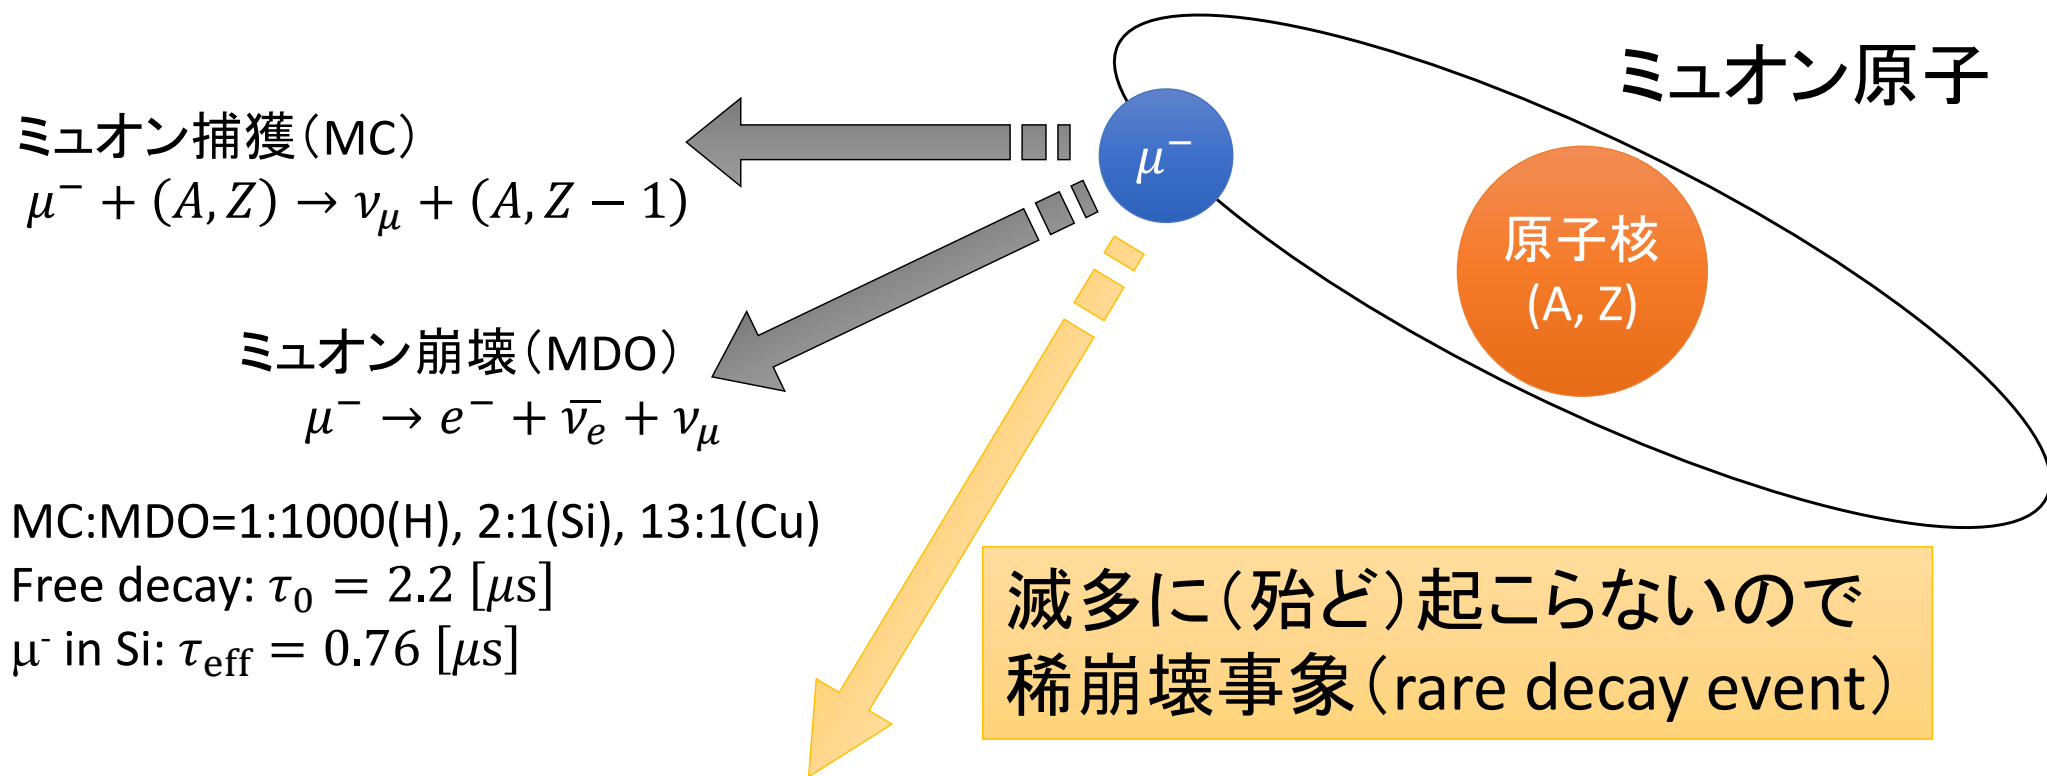 ミュオン原子
ミュオン捕獲（MC）
μ⁻ + (A, Z) → ν_μ + (A, Z − 1)
μ⁻
原子核
(A, Z)
ミュオン崩壊（MDO）
μ⁻ → e⁻ + ν̅_e + ν_μ
MC:MDO=1:1000(H), 2:1(Si), 13:1(Cu)
Free decay: τ₀ = 2.2 [μs]
μ⁻ in Si: τ_eff = 0.76 [μs]
滅多に（殆ど）起こらないので
稀崩壊事象（rare decay event）